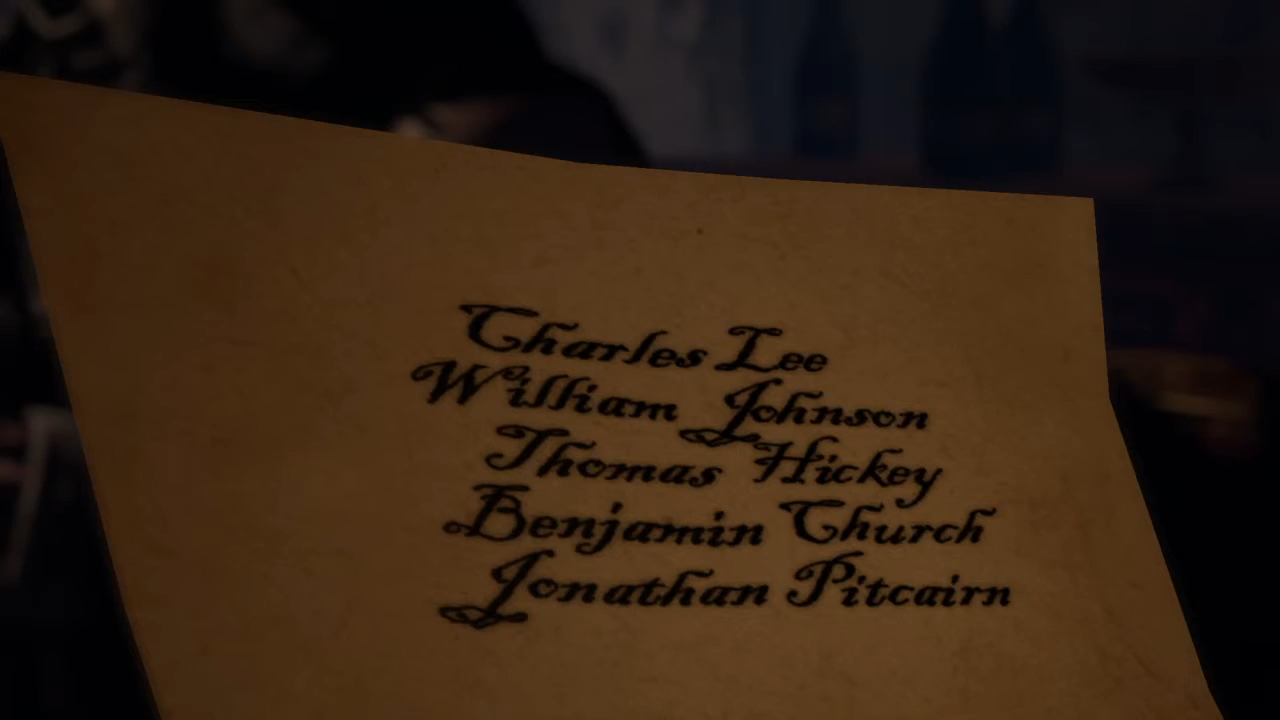 Charles Lee
William Johnson
Thomas Hickey
Benjamin Church
Jonathan Pitcairn